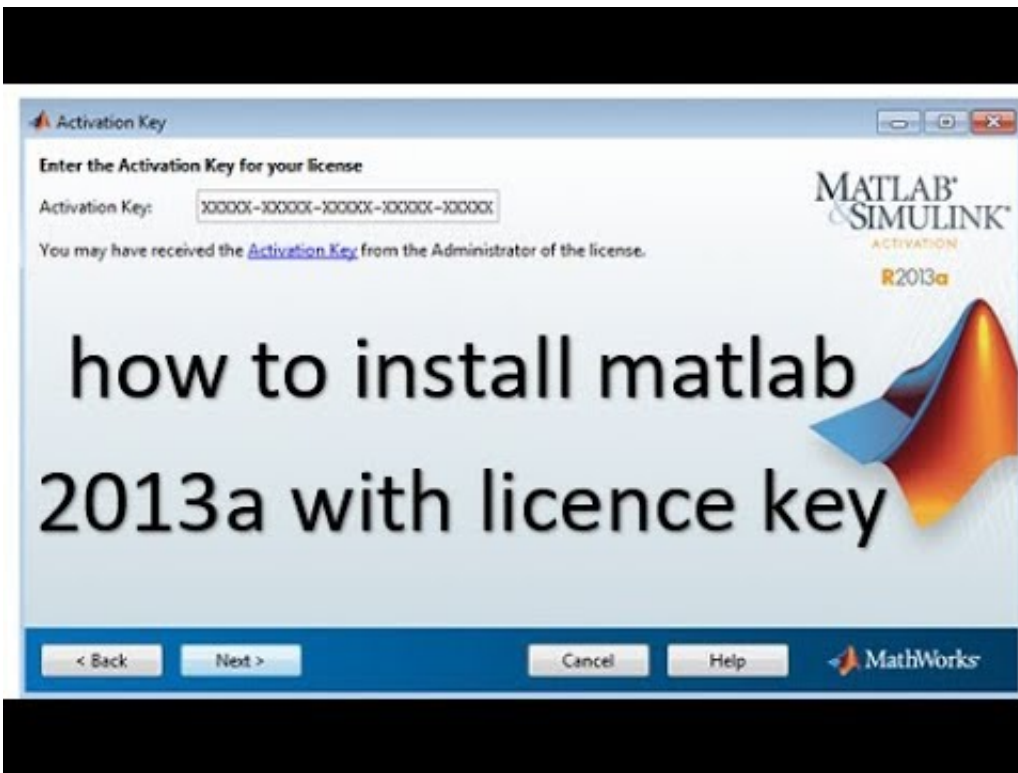 Activation Key
Enter the Activation Key for your license
Activation Key: XXXXX-XXXXX-XXXXX-XXXXX-XXXXX
You may have received the Activation Key from the Administrator of the license.
MATLAB®
&SIMULINK®
ACTIVATION
R2013a
how to install matlab
2013a with licence key
< Back Next > Cancel Help MathWorks®